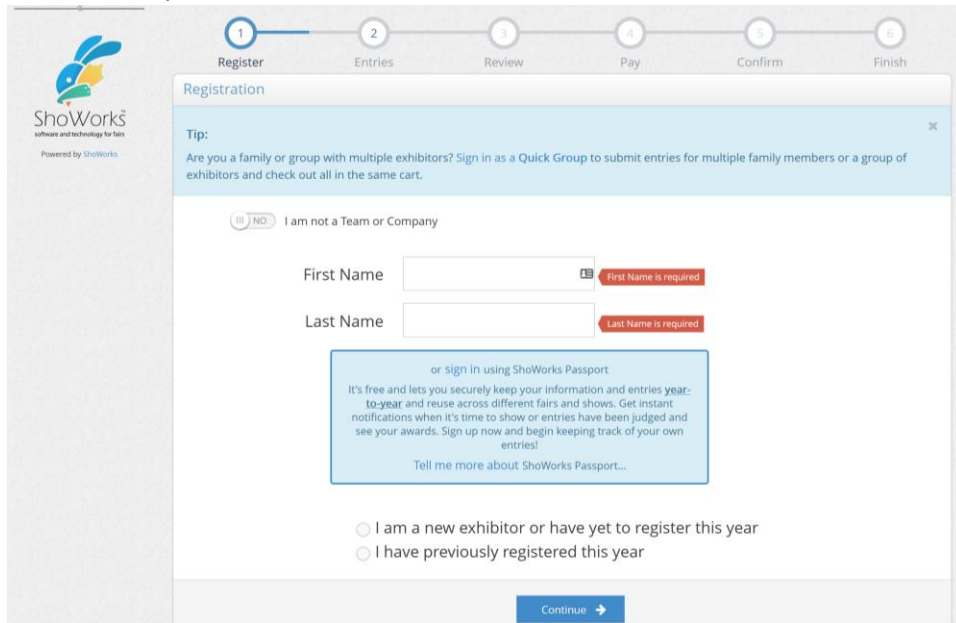 1 2 3 4 5 6
Register Entries Review Pay Confirm Finish
ShoWorks
software and technology for fairs
Powered by ShoWorks
Registration
Tip:
Are you a family or group with multiple exhibitors? Sign in as a Quick Group to submit entries for multiple family members or a group of
exhibitors and check out all in the same cart.
NO I am not a Team or Company
First Name First Name is required
Last Name Last Name is required
or sign in using ShoWorks Passport
It's free and lets you securely keep your information and entries year-
to-year and reuse across different fairs and shows. Get instant
notifications when it's time to show or entries have been judged and
see your awards. Sign up now and begin keeping track of your own
entries!
Tell me more about ShoWorks Passport...
I am a new exhibitor or have yet to register this year
I have previously registered this year
Continue